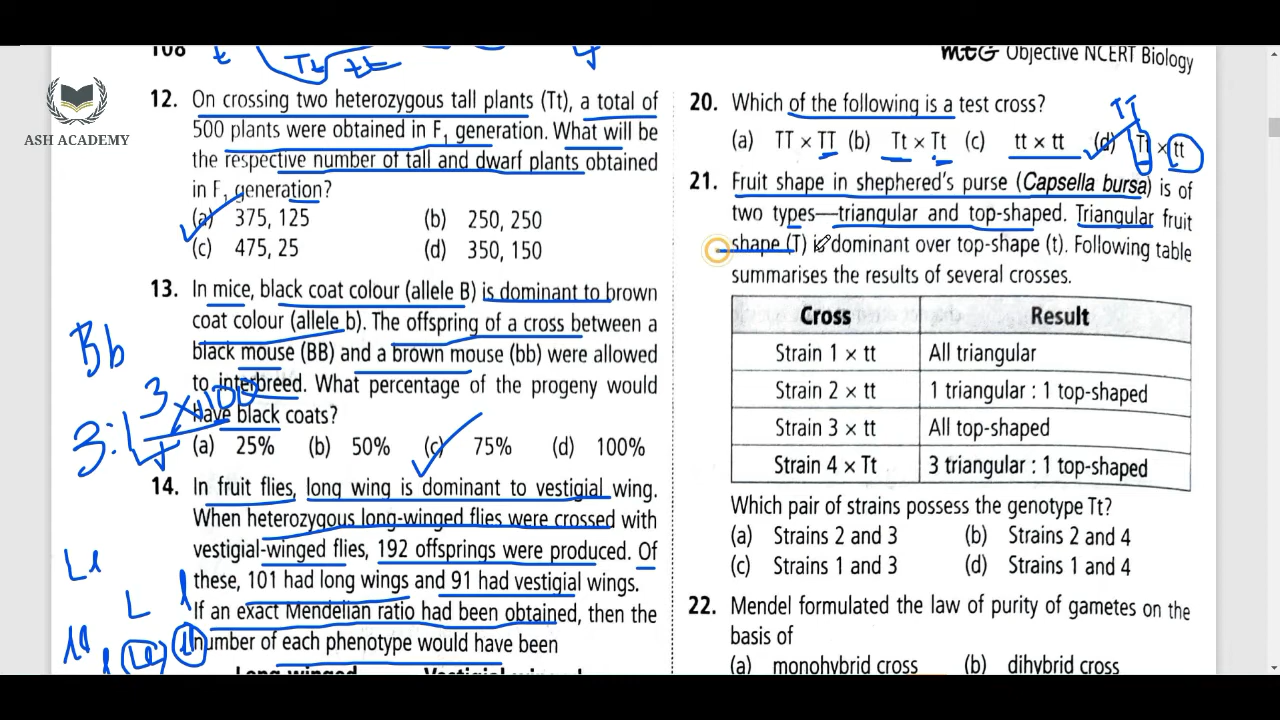 108
t
Tt tt
ASH ACADEMY
12. On crossing two heterozygous tall plants (Tt), a total of
500 plants were obtained in F1 generation. What will be
the respective number of tall and dwarf plants obtained
in F1 generation?
(a) 375, 125 (b) 250, 250
(c) 475, 25 (d) 350, 150
13. In mice, black coat colour (allele B) is dominant to brown
coat colour (allele b). The offspring of a cross between a
black mouse (BB) and a brown mouse (bb) were allowed
to interbreed. What percentage of the progeny would
have black coats?
(a) 25% (b) 50% (c) 75% (d) 100%
Bb
3 × 100
3:1
14. In fruit flies, long wing is dominant to vestigial wing.
When heterozygous long-winged flies were crossed with
vestigial-winged flies, 192 offsprings were produced. Of
these, 101 had long wings and 91 had vestigial wings.
If an exact Mendelian ratio had been obtained, then the
number of each phenotype would have been
Ll
L l
ll
l Ll ll
mtG Objective NCERT Biology
20. Which of the following is a test cross?
TT
(a) TT × TT (b) Tt × Tt (c) tt × tt (d) Tt × tt
21. Fruit shape in shephered's purse (Capsella bursa) is of
two types—triangular and top-shaped. Triangular fruit
shape (T) is dominant over top-shape (t). Following table
summarises the results of several crosses.
Cross Result
Strain 1 × tt All triangular
Strain 2 × tt 1 triangular : 1 top-shaped
Strain 3 × tt All top-shaped
Strain 4 × Tt 3 triangular : 1 top-shaped
Which pair of strains possess the genotype Tt?
(a) Strains 2 and 3 (b) Strains 2 and 4
(c) Strains 1 and 3 (d) Strains 1 and 4
22. Mendel formulated the law of purity of gametes on the
basis of
(a) monohybrid cross (b) dihybrid cross